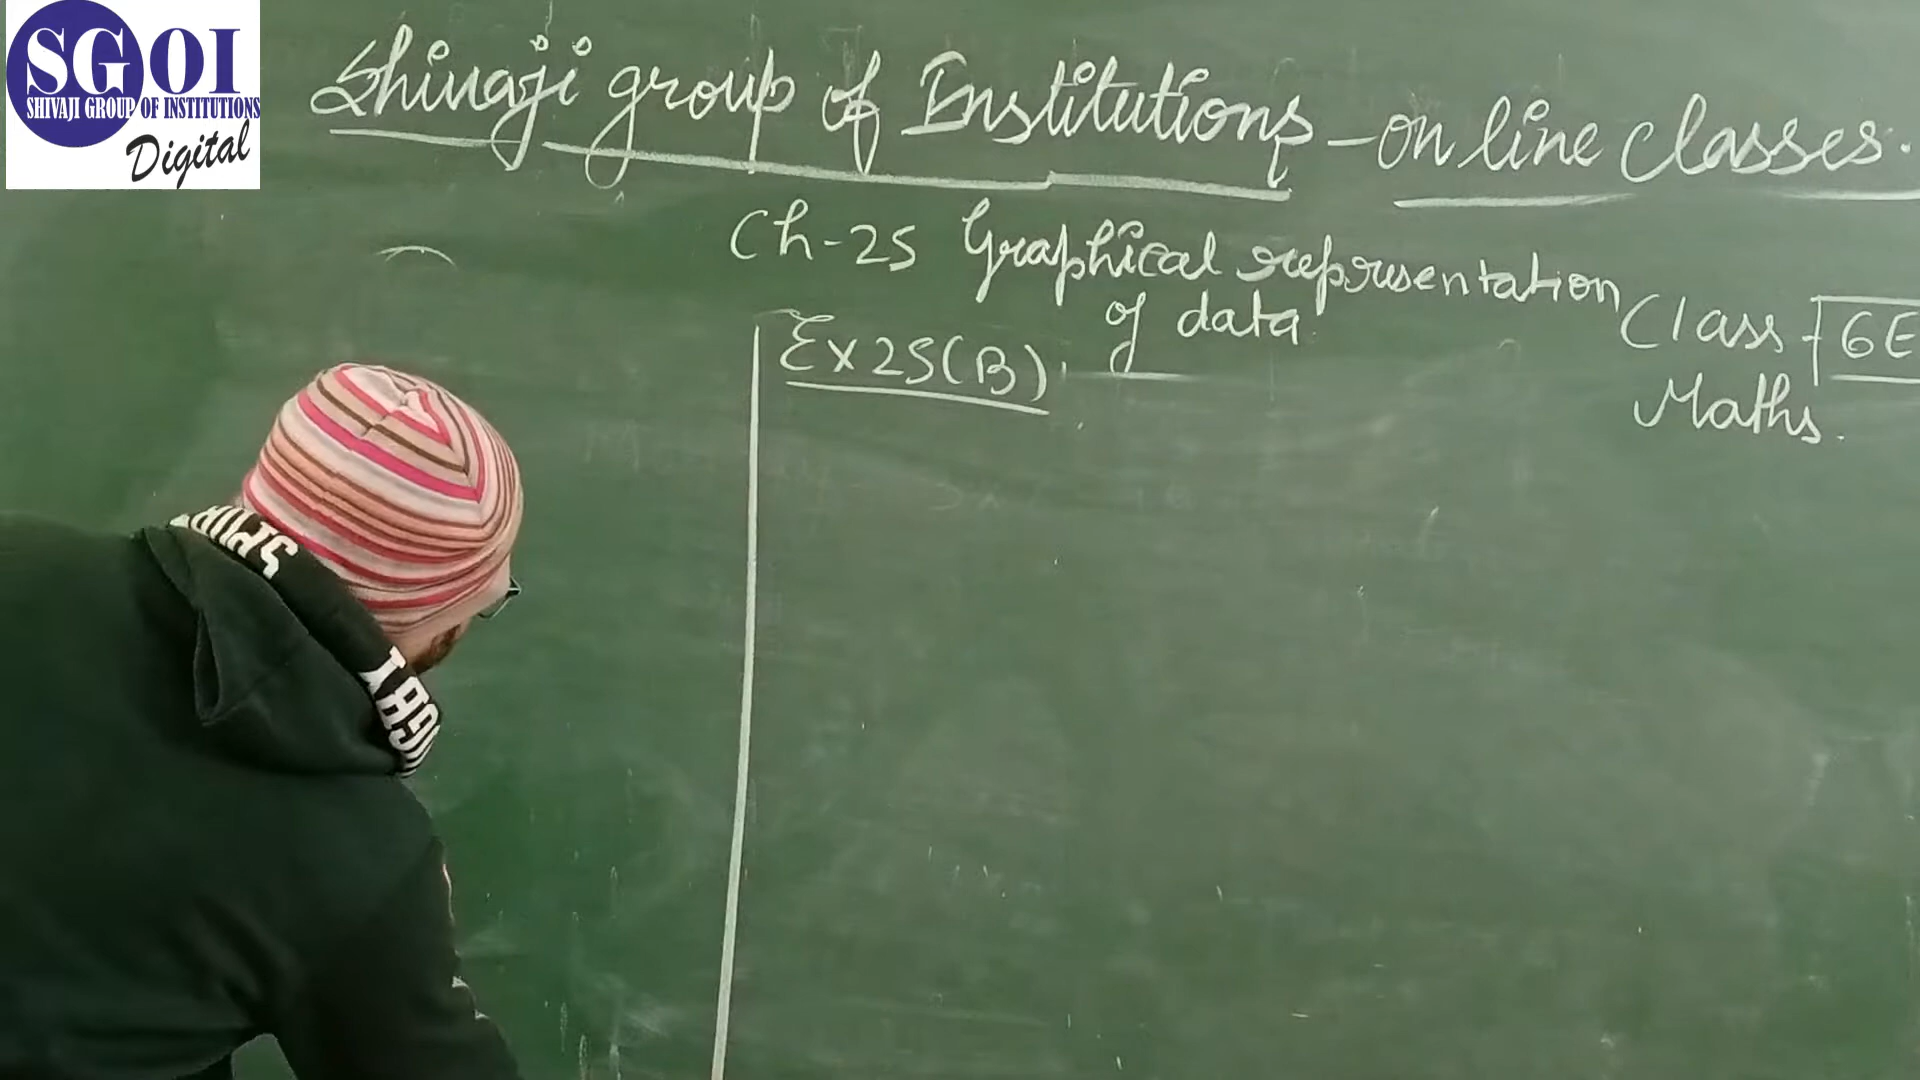 SGOI
SHIVAJI GROUP OF INSTITUTIONS
Digital
Shivaji group of Institutions - on line classes.
Ch-25 Graphical representation
of data
Ex 25(B)
Class - 6E
Maths.